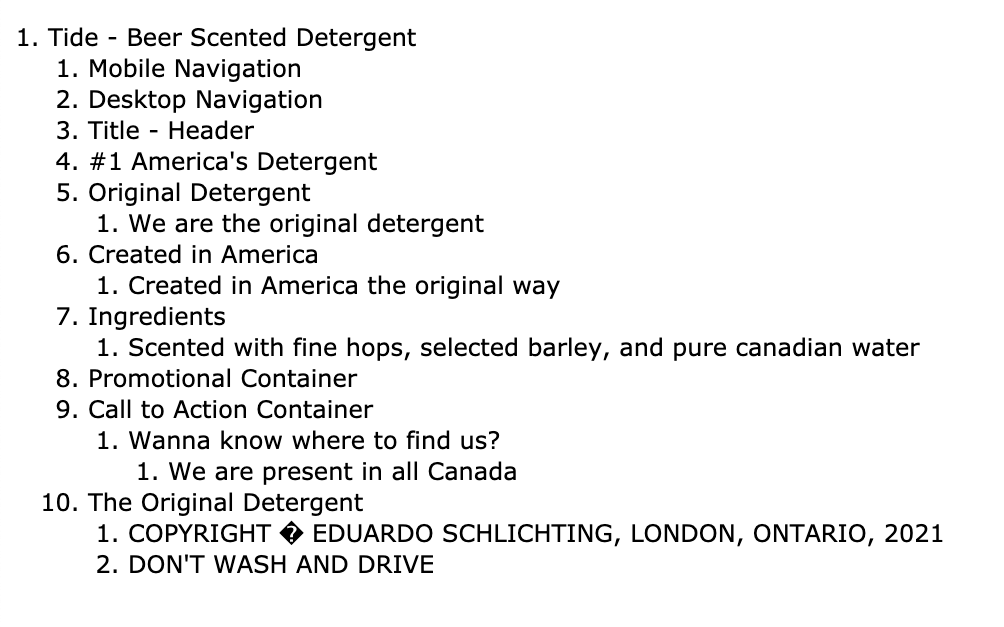 1. Tide - Beer Scented Detergent
1. Mobile Navigation
2. Desktop Navigation
3. Title - Header
4. #1 America's Detergent
5. Original Detergent
1. We are the original detergent
6. Created in America
1. Created in America the original way
7. Ingredients
1. Scented with fine hops, selected barley, and pure canadian water
8. Promotional Container
9. Call to Action Container
1. Wanna know where to find us?
1. We are present in all Canada
10. The Original Detergent
1. COPYRIGHT � EDUARDO SCHLICHTING, LONDON, ONTARIO, 2021
2. DON'T WASH AND DRIVE